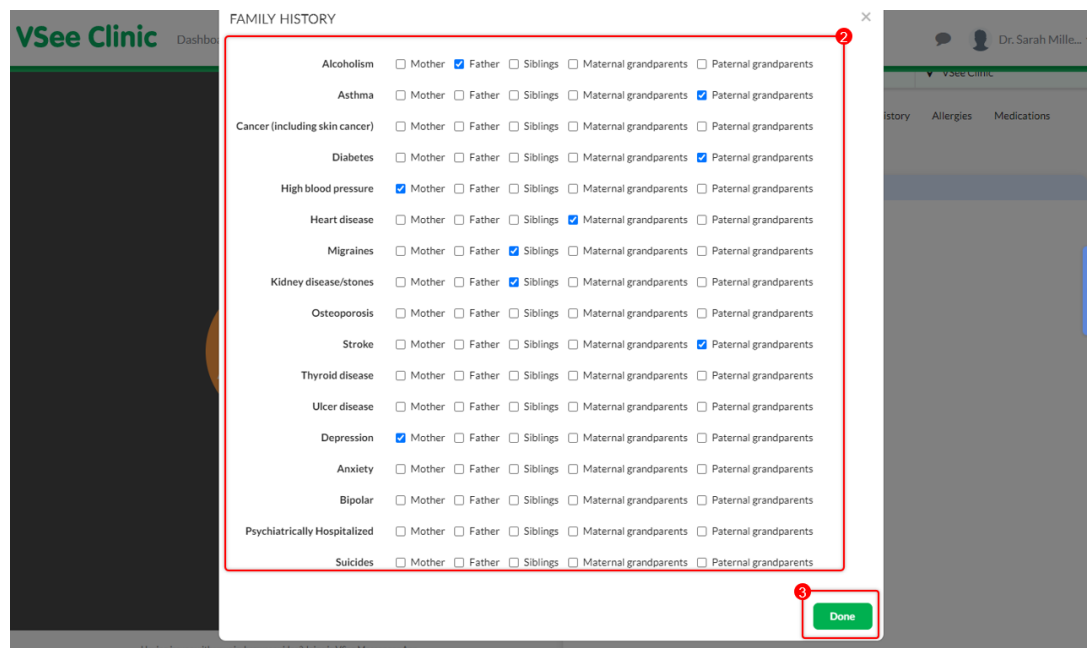 FAMILY HISTORY ×
VSee Clinic Dashbo Dr. Sarah Mille...
2
VSee Clinic
istory Allergies Medications
Alcoholism Mother Father Siblings Maternal grandparents Paternal grandparents
Asthma Mother Father Siblings Maternal grandparents Paternal grandparents
Cancer (including skin cancer) Mother Father Siblings Maternal grandparents Paternal grandparents
Diabetes Mother Father Siblings Maternal grandparents Paternal grandparents
High blood pressure Mother Father Siblings Maternal grandparents Paternal grandparents
Heart disease Mother Father Siblings Maternal grandparents Paternal grandparents
Migraines Mother Father Siblings Maternal grandparents Paternal grandparents
Kidney disease/stones Mother Father Siblings Maternal grandparents Paternal grandparents
Osteoporosis Mother Father Siblings Maternal grandparents Paternal grandparents
Stroke Mother Father Siblings Maternal grandparents Paternal grandparents
Thyroid disease Mother Father Siblings Maternal grandparents Paternal grandparents
Ulcer disease Mother Father Siblings Maternal grandparents Paternal grandparents
Depression Mother Father Siblings Maternal grandparents Paternal grandparents
Anxiety Mother Father Siblings Maternal grandparents Paternal grandparents
Bipolar Mother Father Siblings Maternal grandparents Paternal grandparents
Psychiatrically Hospitalized Mother Father Siblings Maternal grandparents Paternal grandparents
Suicides Mother Father Siblings Maternal grandparents Paternal grandparents
3
Done